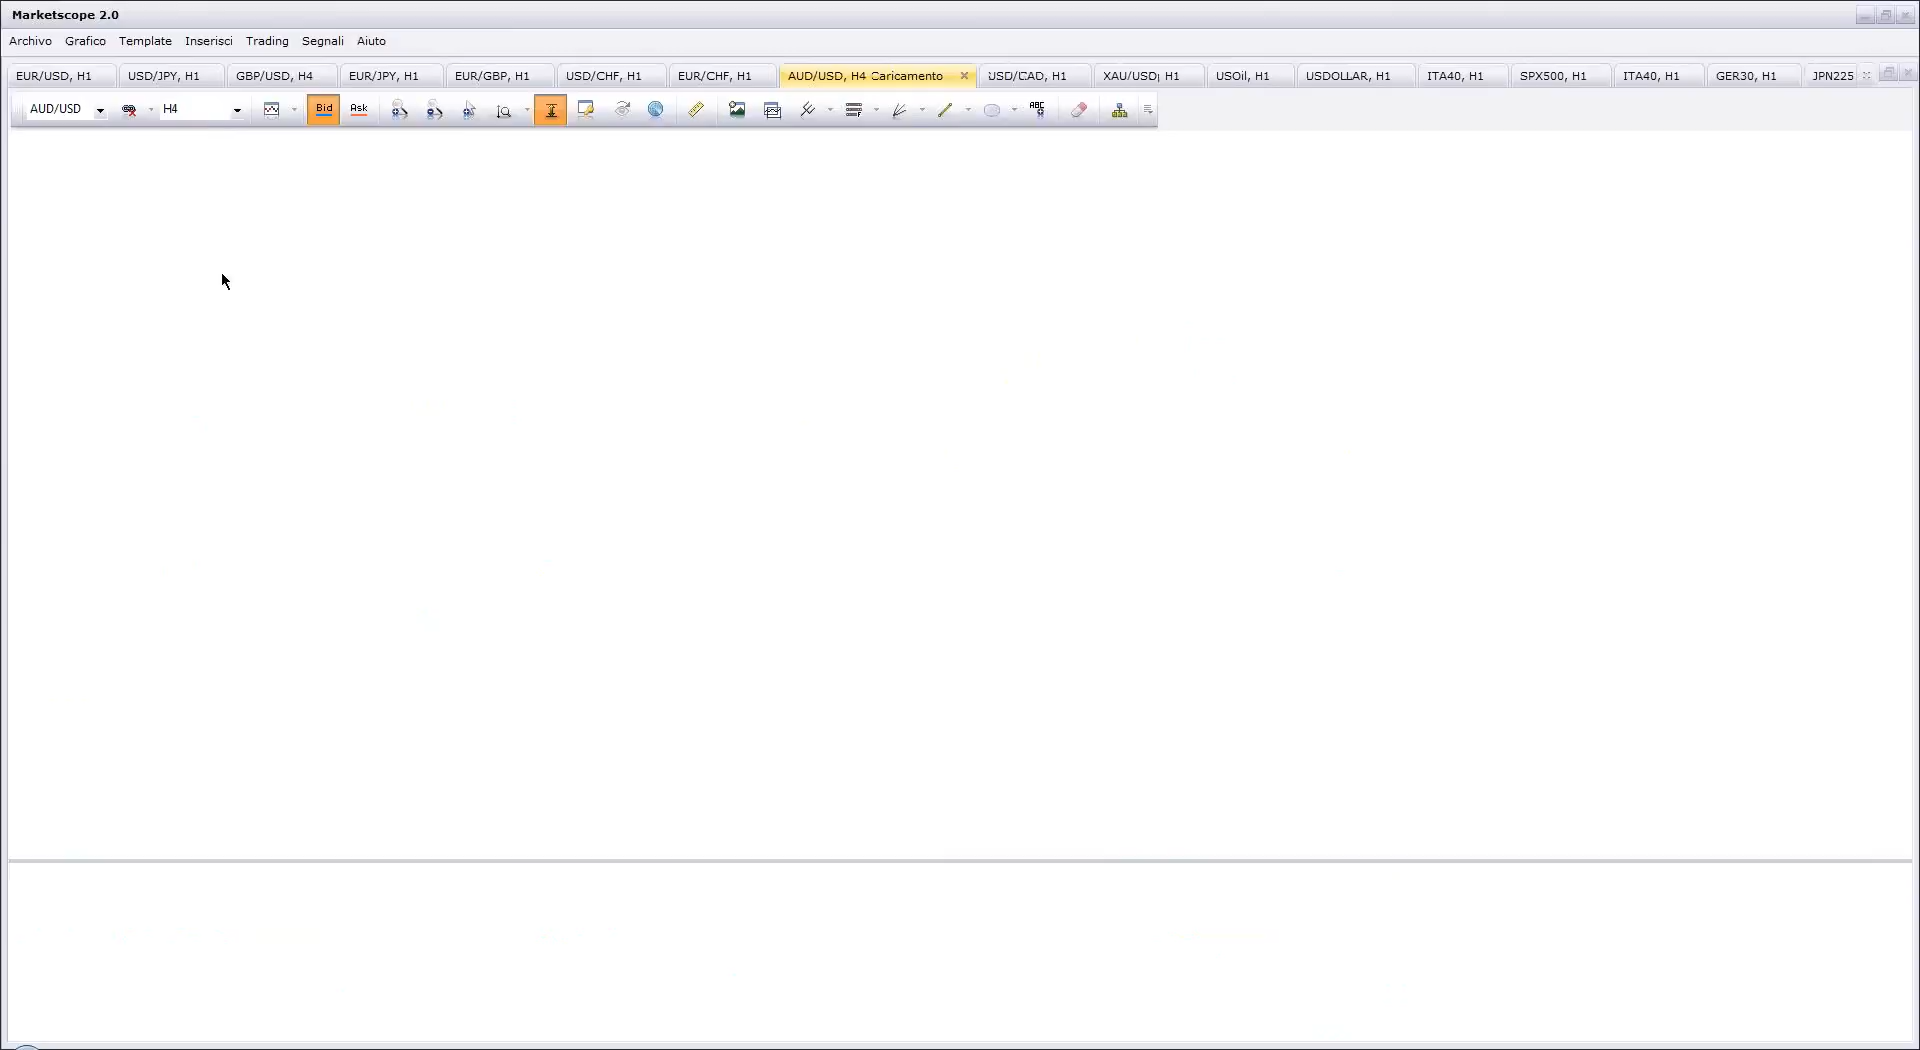 Marketscope 2.0
Archivo Grafico Template Inserisci Trading Segnali Aiuto
EUR/USD, H1 USD/JPY, H1 GBP/USD, H4 EUR/JPY, H1 EUR/GBP, H1 USD/CHF, H1 EUR/CHF, H1 AUD/USD, H4 Caricamento USD/CAD, H1 XAU/USD, H1 USOil, H1 USDOLLAR, H1 ITA40, H1 SPX500, H1 ITA40, H1 GER30, H1 JPN225
AUD/USD H4 Bid Ask ABC